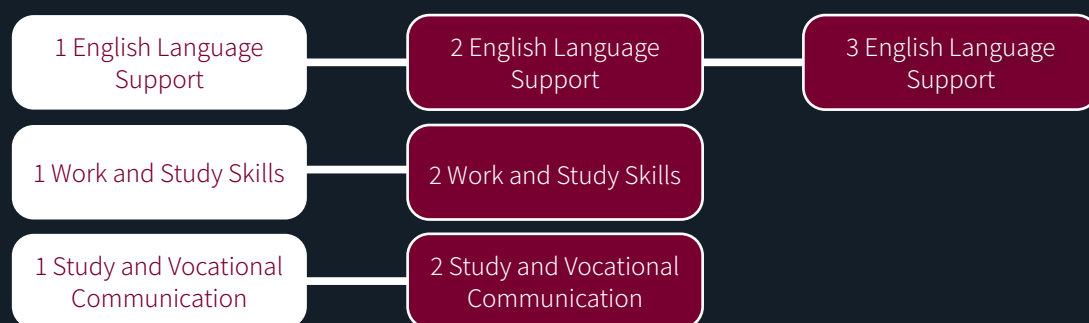 1 English Language
Support
2 English Language
Support
3 English Language
Support
1 Work and Study Skills
2 Work and Study Skills
1 Study and Vocational
Communication
2 Study and Vocational
Communication